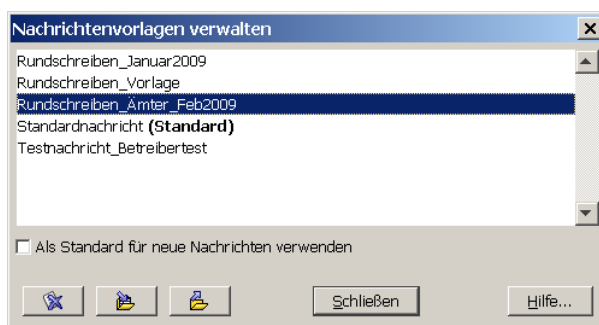 Nachrichtenvorlagen verwalten
Rundschreiben_Januar2009
Rundschreiben_Vorlage
Rundschreiben_Ämter_Feb2009
Standardnachricht (Standard)
Testnachricht_Betreibertest
Als Standard für neue Nachrichten verwenden
Schließen Hilfe...